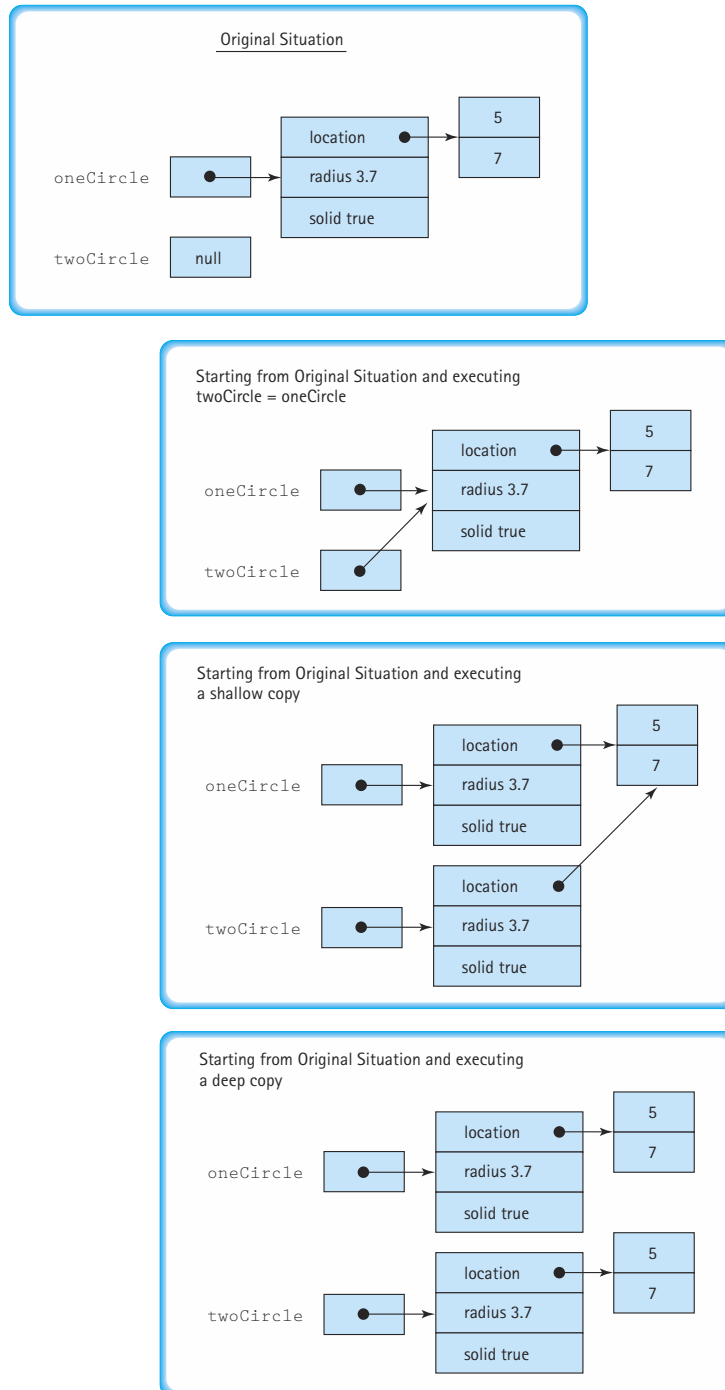 Original Situation
location
5
7
oneCircle
radius 3.7
solid true
twoCircle
null
Starting from Original Situation and executing
twoCircle = oneCircle
location
5
7
oneCircle
radius 3.7
solid true
twoCircle
Starting from Original Situation and executing
a shallow copy
location
5
7
oneCircle
radius 3.7
solid true
location
twoCircle
radius 3.7
solid true
Starting from Original Situation and executing
a deep copy
location
5
7
oneCircle
radius 3.7
solid true
location
5
7
twoCircle
radius 3.7
solid true